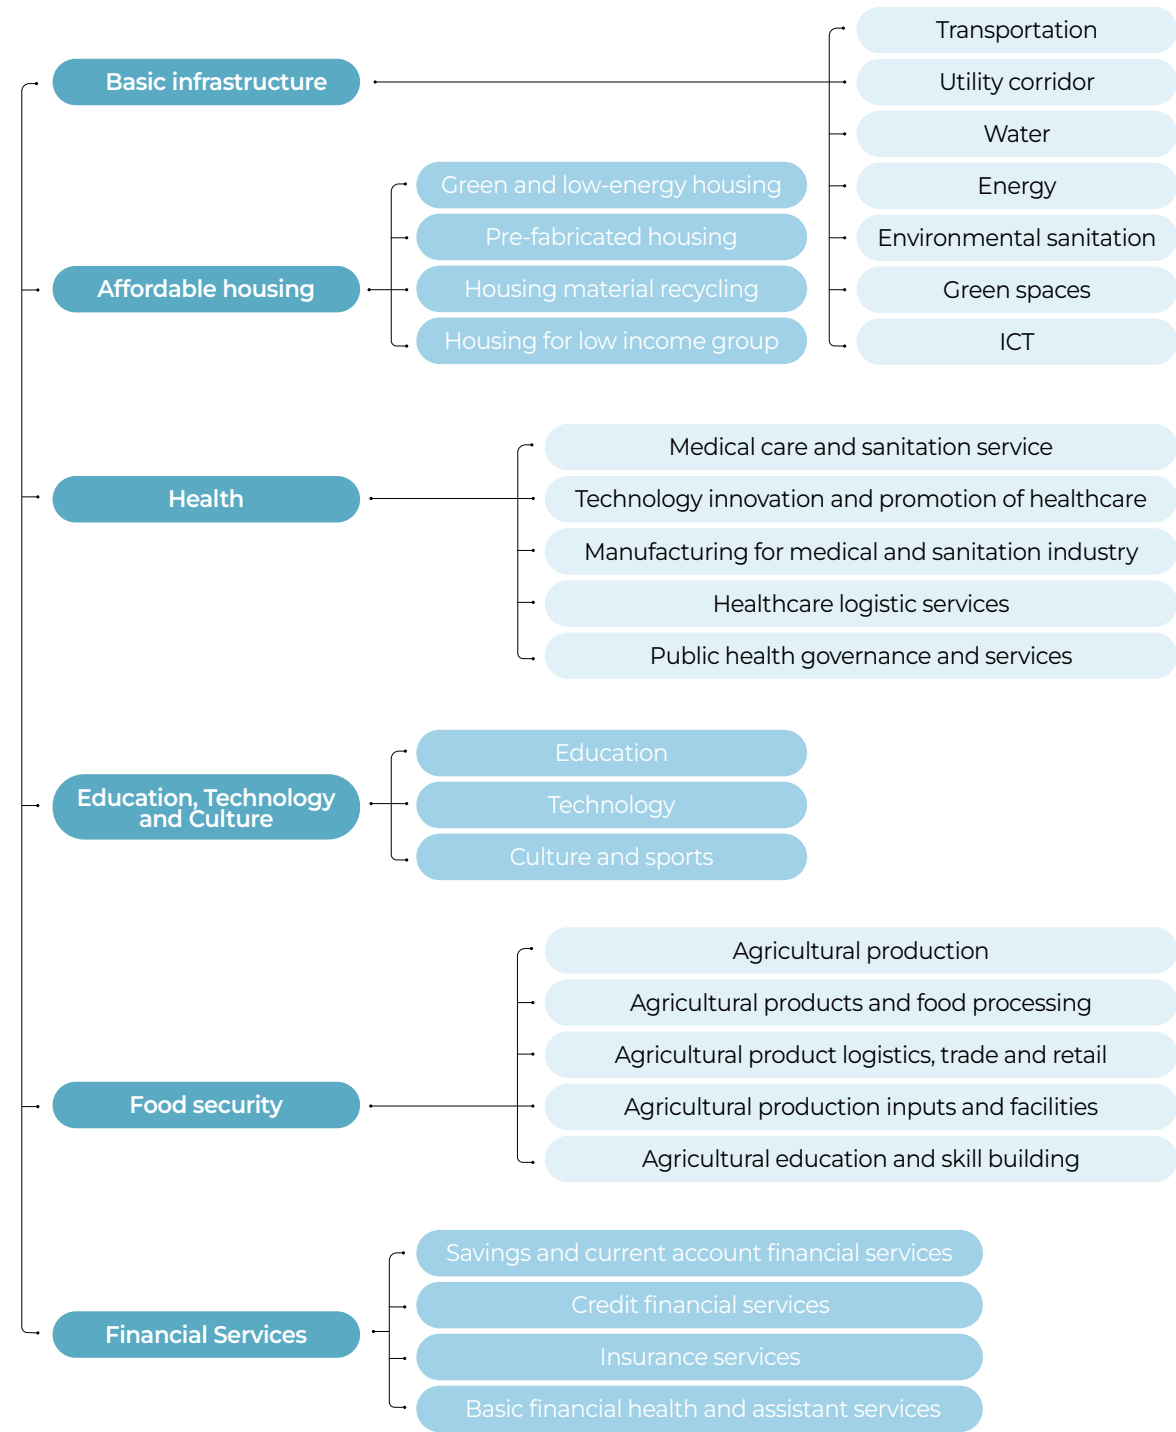 Basic infrastructure
Transportation
Utility corridor
Water
Energy
Environmental sanitation
Green spaces
ICT
Affordable housing
Green and low-energy housing
Pre-fabricated housing
Housing material recycling
Housing for low income group
Health
Medical care and sanitation service
Technology innovation and promotion of healthcare
Manufacturing for medical and sanitation industry
Healthcare logistic services
Public health governance and services
Education, Technology
and Culture
Education
Technology
Culture and sports
Food security
Agricultural production
Agricultural products and food processing
Agricultural product logistics, trade and retail
Agricultural production inputs and facilities
Agricultural education and skill building
Financial Services
Savings and current account financial services
Credit financial services
Insurance services
Basic financial health and assistant services